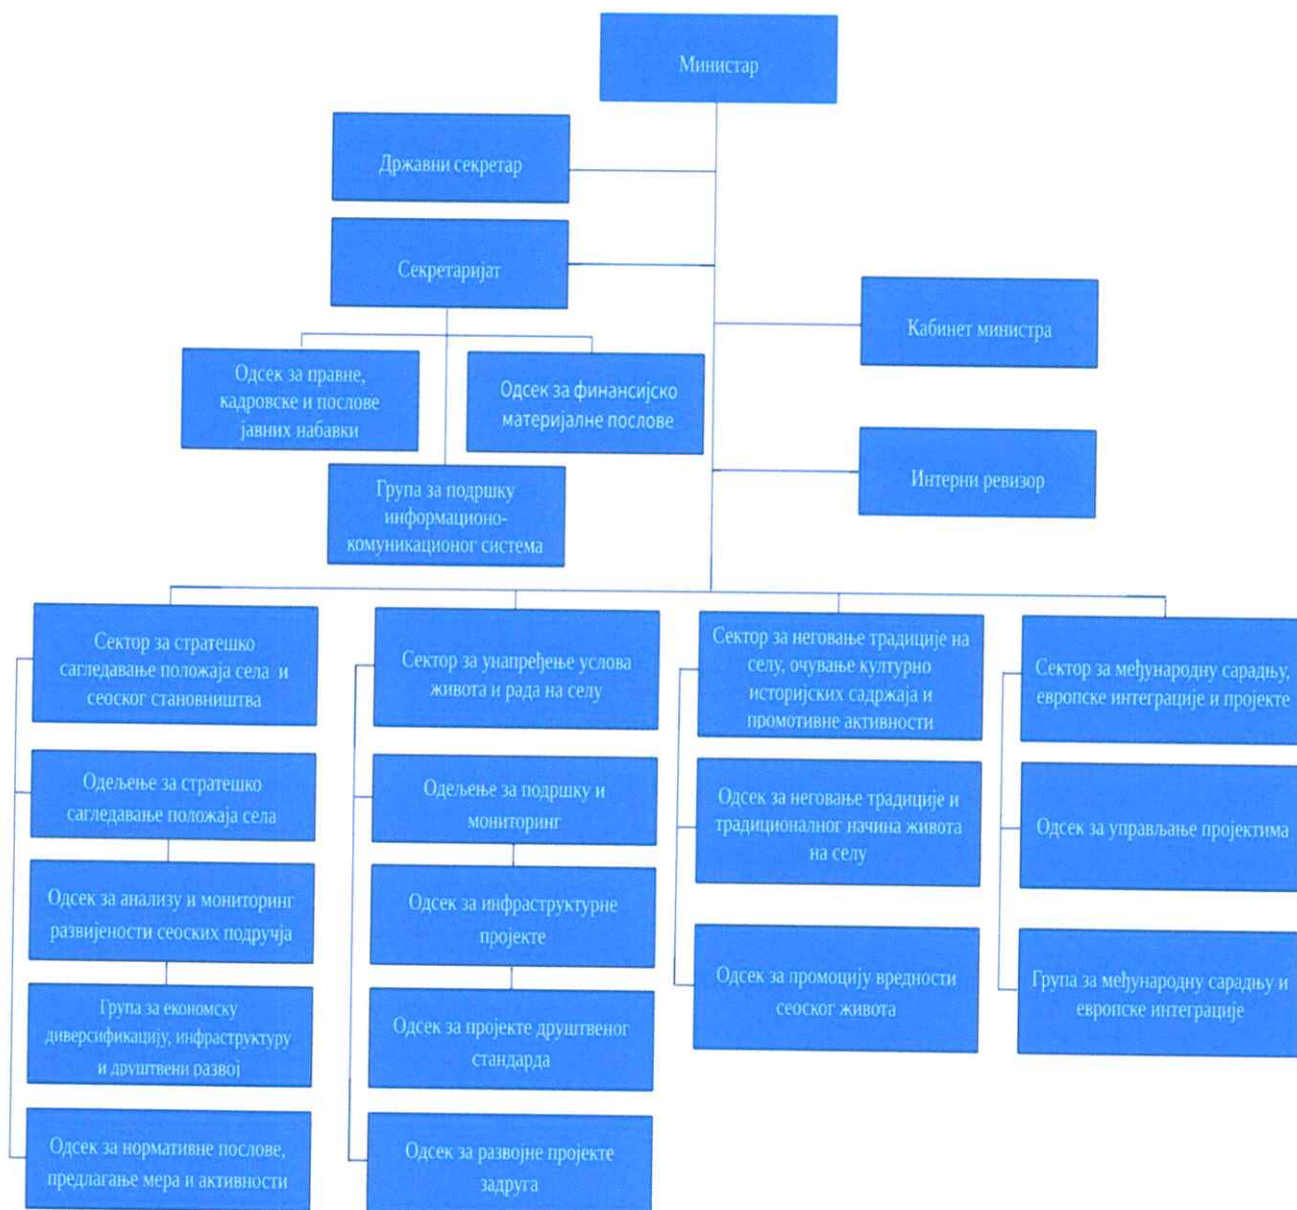 Министар
Државни секретар
Секретаријат
Кабинет министра
Одсек за правне,
кадровске и послове
јавних набавки
Одсек за финансијско
материјалне послове
Интерни ревизор
Група за подршку
информационо-
комуникационог система
Сектор за стратешко
сагледавање положаја села и
сеоског становништва
Одељење за стратешко
сагледавање положаја села
Одсек за анализу и мониторинг
развијености сеоских подручја
Група за економску
диверсификацију, инфраструктуру
и друштвени развој
Одсек за нормативне послове,
предлагање мера и активности
Сектор за унапређење услова
живота и рада на селу
Одељење за подршку и
мониторинг
Одсек за инфраструктурне
пројекте
Одсек за пројекте друштвеног
стандарда
Одсек за развојне пројекте
задруга
Сектор за неговање традиције на
селу, очување културно
историјских садржаја и
промотивне активности
Одсек за неговање традиције и
традиционалног начина живота
на селу
Одсек за промоцију вредности
сеоског живота
Сектор за међународну сарадњу,
европске интеграције и пројекте
Одсек за управљање пројектима
Група за међународну сарадњу и
европске интеграције